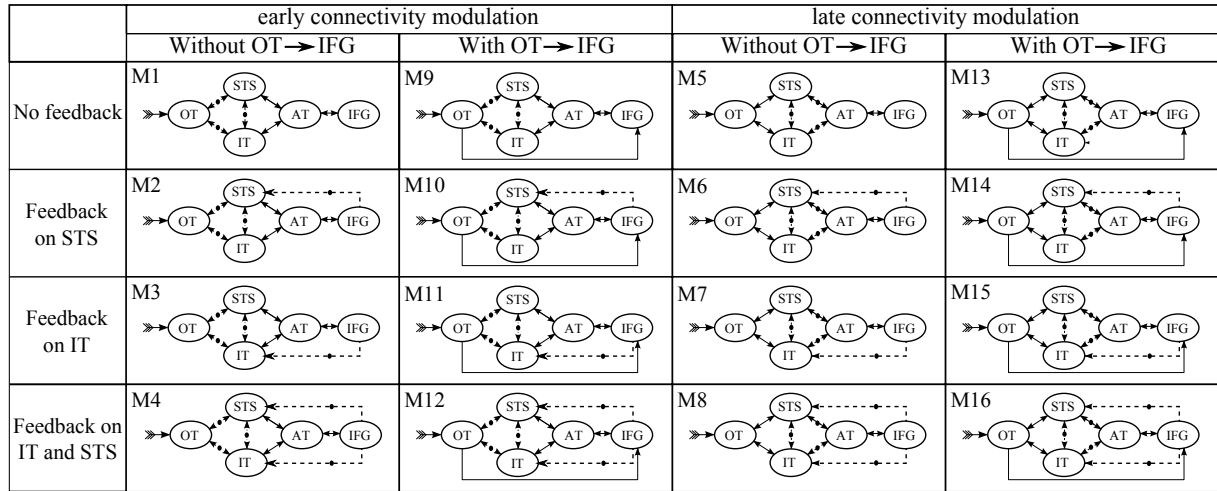 early connectivity modulation late connectivity modulation
Without OT → IFG With OT → IFG Without OT → IFG With OT → IFG
No feedback
M1 STS OT AT IFG IT
M9 STS OT AT IFG IT
M5 STS OT AT IFG IT
M13 STS OT AT IFG IT
Feedback
on STS
M2 STS OT AT IFG IT
M10 STS OT AT IFG IT
M6 STS OT AT IFG IT
M14 STS OT AT IFG IT
Feedback
on IT
M3 STS OT AT IFG IT
M11 STS OT AT IFG IT
M7 STS OT AT IFG IT
M15 STS OT AT IFG IT
Feedback on
IT and STS
M4 STS OT AT IFG IT
M12 STS OT AT IFG IT
M8 STS OT AT IFG IT
M16 STS OT AT IFG IT